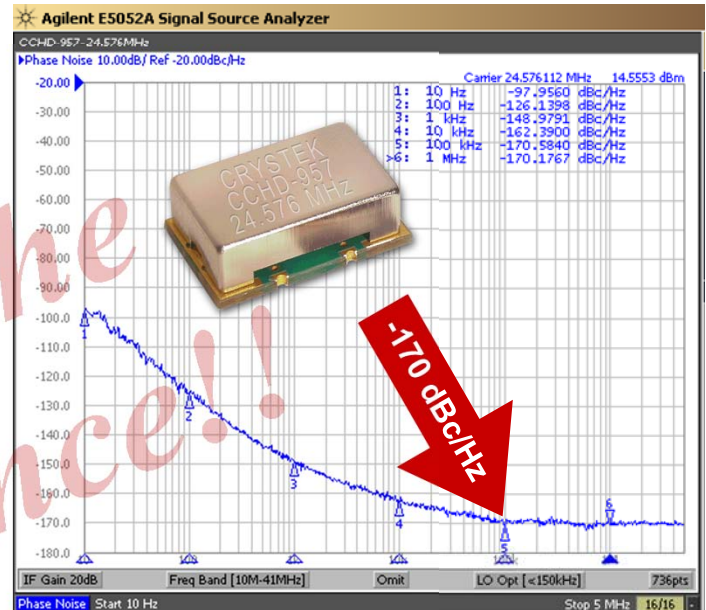 Agilent E5052A Signal Source Analyzer
CCHD-957-24.576MHz
▶Phase Noise 10.00dB/ Ref -20.00dBc/Hz
Carrier 24.576112 MHz 14.5553 dBm
1: 10 Hz -97.9560 dBc/Hz
2: 100 Hz -126.1398 dBc/Hz
3: 1 kHz -148.9791 dBc/Hz
4: 10 kHz -162.3900 dBc/Hz
5: 100 kHz -170.5840 dBc/Hz
>6: 1 MHz -170.1767 dBc/Hz
-20.00
-30.00
-40.00
-50.00
-60.00
-70.00
-80.00
-90.00
-100.0
-110.0
-120.0
-130.0
-140.0
-150.0
-160.0
-170.0
-180.0
CRYSTEK
CCHD-957
24.576 MHz
he
nce!!
-170 dBc/Hz
1
2
3
4
5
6
IF Gain 20dB
Freq Band [10M-41MHz]
Omit
LO Opt [<150kHz]
736pts
Phase Noise Start 10 Hz
Stop 5 MHz 16/16